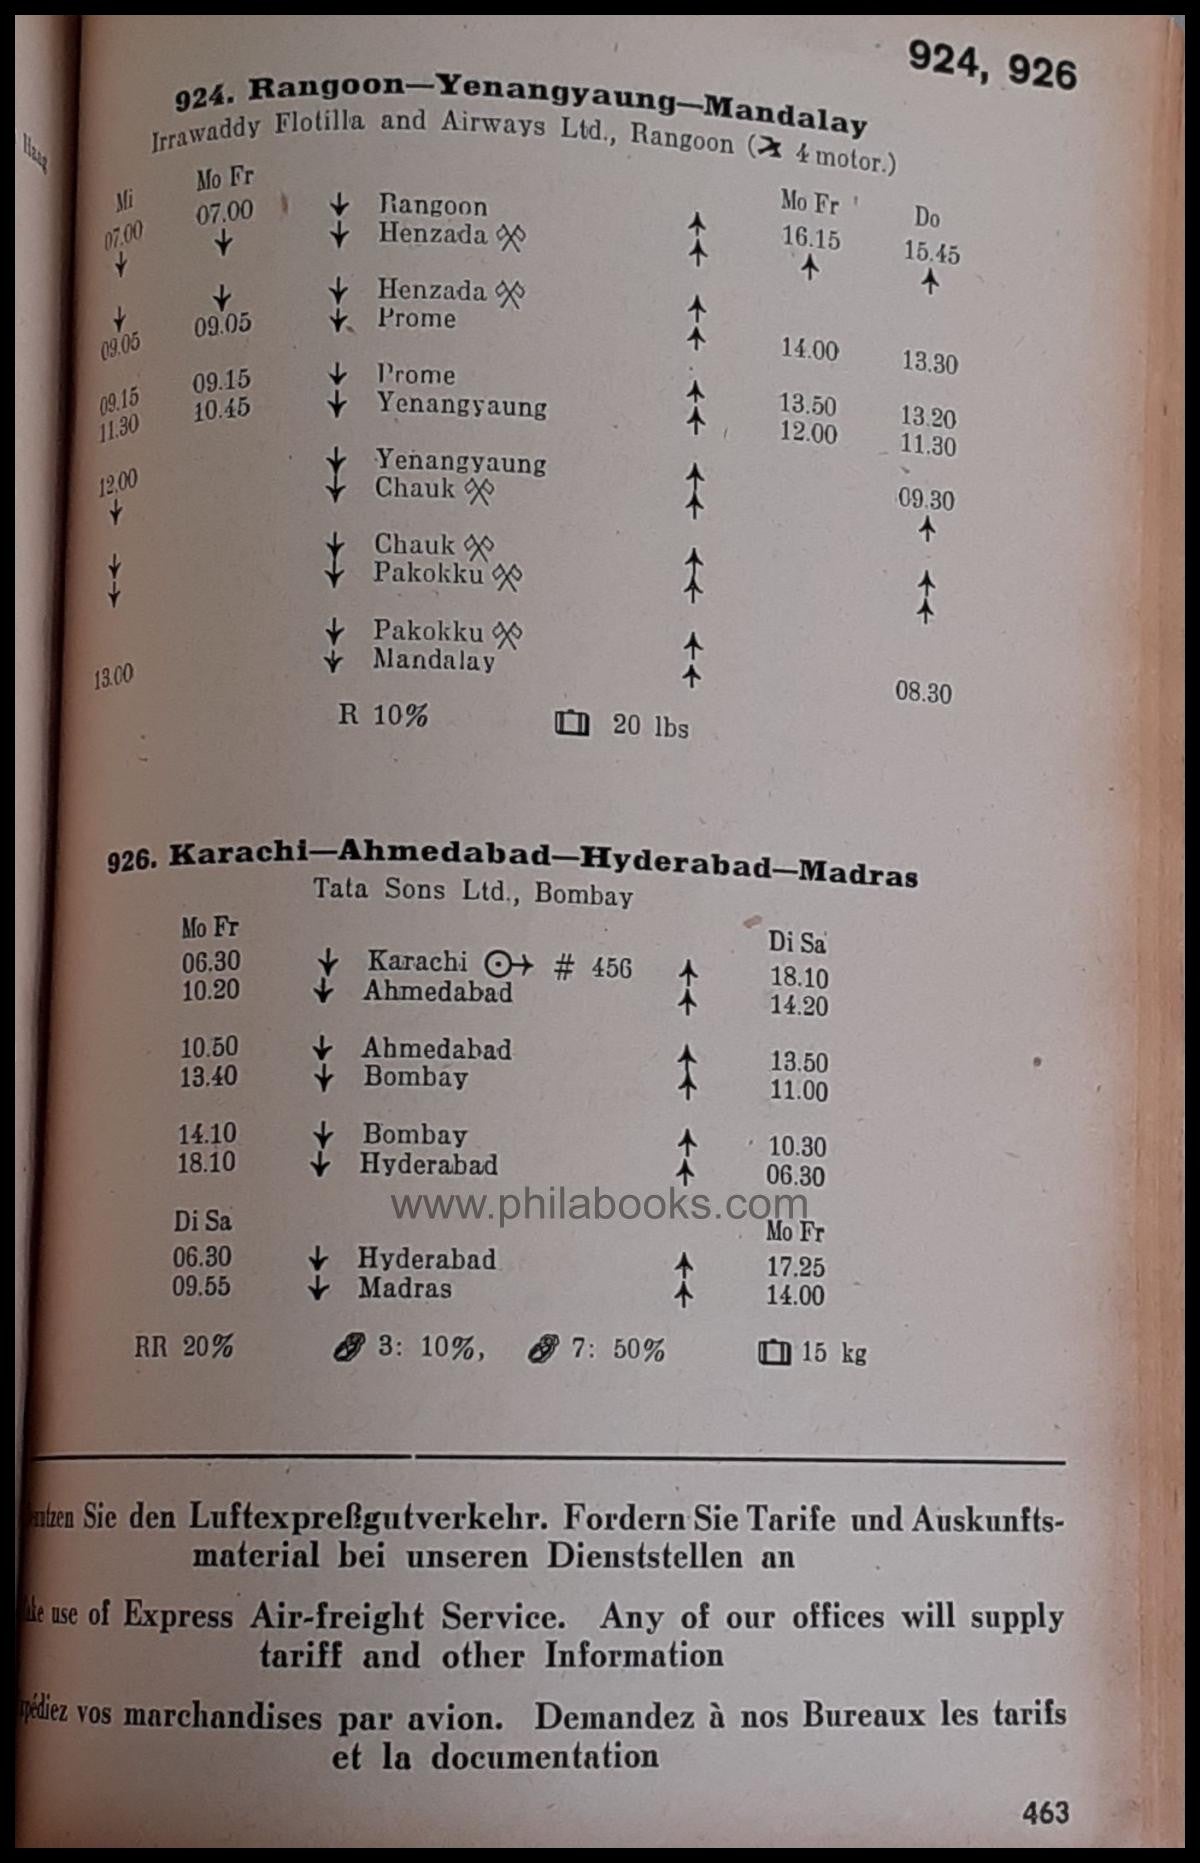 924, 926
Haag
924. Rangoon—Yenangyaung—Mandalay
Irrawaddy Flotilla and Airways Ltd., Rangoon (4 motor.)
Mi Mo Fr Mo Fr Do
07.00 07.00 Rangoon 16.15 15.45
Henzada
Henzada
09.05 09.05 Prome 14.00 13.30
09.15 09.15 Prome 13.50 13.20
11.30 10.45 Yenangyaung 12.00 11.30
12.00 Yenangyaung 09.30
Chauk
Chauk
Pakokku
Pakokku
13.00 Mandalay 08.30
R 10% 20 lbs
926. Karachi—Ahmedabad—Hyderabad—Madras
Tata Sons Ltd., Bombay
Mo Fr Di Sa
06.30 Karachi # 456 18.10
10.20 Ahmedabad 14.20
10.50 Ahmedabad 13.50
13.40 Bombay 11.00
14.10 Bombay 10.30
18.10 Hyderabad 06.30
www.philabooks.com
Di Sa Mo Fr
06.30 Hyderabad 17.25
09.55 Madras 14.00
RR 20% 3: 10%, 7: 50% 15 kg
Sie den Luftexpreßgutverkehr. Fordern Sie Tarife und Auskunfts-
material bei unseren Dienststellen an
use of Express Air-freight Service. Any of our offices will supply
tariff and other Information
vos marchandises par avion. Demandez à nos Bureaux les tarifs
et la documentation
463